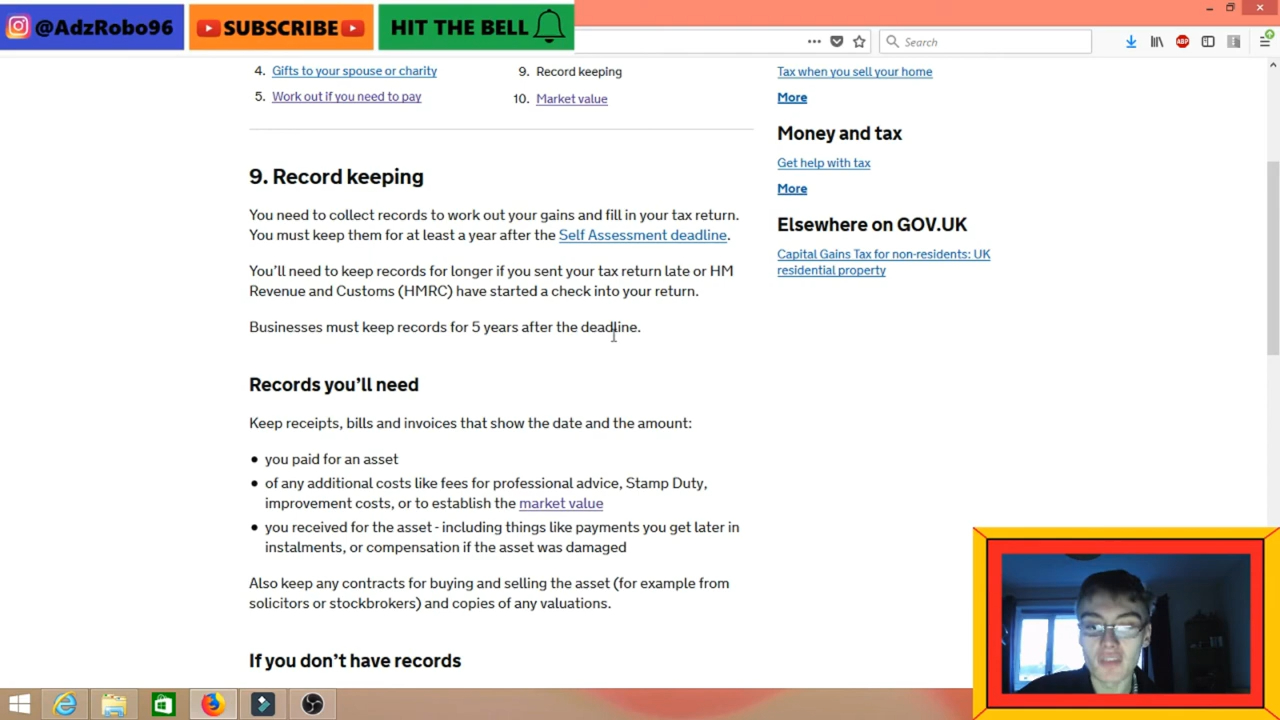 @AdzRobo96
SUBSCRIBE
HIT THE BELL
Search
ABP
4. Gifts to your spouse or charity
5. Work out if you need to pay
9. Record keeping
10. Market value
9. Record keeping
You need to collect records to work out your gains and fill in your tax return.
You must keep them for at least a year after the Self Assessment deadline.
You'll need to keep records for longer if you sent your tax return late or HM
Revenue and Customs (HMRC) have started a check into your return.
Businesses must keep records for 5 years after the deadline.
Records you'll need
Keep receipts, bills and invoices that show the date and the amount:
• you paid for an asset
• of any additional costs like fees for professional advice, Stamp Duty,
improvement costs, or to establish the market value
• you received for the asset - including things like payments you get later in
instalments, or compensation if the asset was damaged
Also keep any contracts for buying and selling the asset (for example from
solicitors or stockbrokers) and copies of any valuations.
If you don't have records
Tax when you sell your home
More
Money and tax
Get help with tax
More
Elsewhere on GOV.UK
Capital Gains Tax for non-residents: UK
residential property